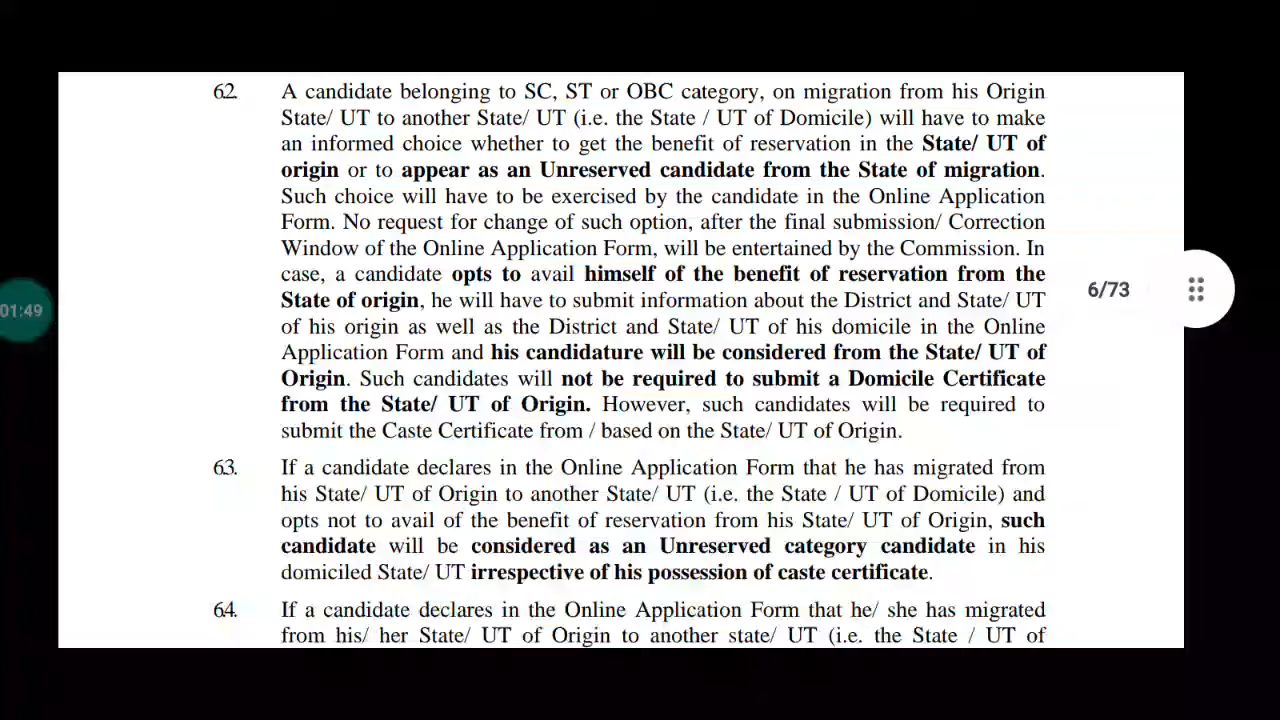 6.2. A candidate belonging to SC, ST or OBC category, on migration from his Origin
State/ UT to another State/ UT (i.e. the State / UT of Domicile) will have to make
an informed choice whether to get the benefit of reservation in the State/ UT of
origin or to appear as an Unreserved candidate from the State of migration.
Such choice will have to be exercised by the candidate in the Online Application
Form. No request for change of such option, after the final submission/ Correction
Window of the Online Application Form, will be entertained by the Commission. In
case, a candidate opts to avail himself of the benefit of reservation from the
State of origin, he will have to submit information about the District and State/ UT
of his origin as well as the District and State/ UT of his domicile in the Online
Application Form and his candidature will be considered from the State/ UT of
Origin. Such candidates will not be required to submit a Domicile Certificate
from the State/ UT of Origin. However, such candidates will be required to
submit the Caste Certificate from / based on the State/ UT of Origin.
6.3. If a candidate declares in the Online Application Form that he has migrated from
his State/ UT of Origin to another State/ UT (i.e. the State / UT of Domicile) and
opts not to avail of the benefit of reservation from his State/ UT of Origin, such
candidate will be considered as an Unreserved category candidate in his
domiciled State/ UT irrespective of his possession of caste certificate.
6.4. If a candidate declares in the Online Application Form that he/ she has migrated
from his/ her State/ UT of Origin to another state/ UT (i.e. the State / UT of
01:49
6/73